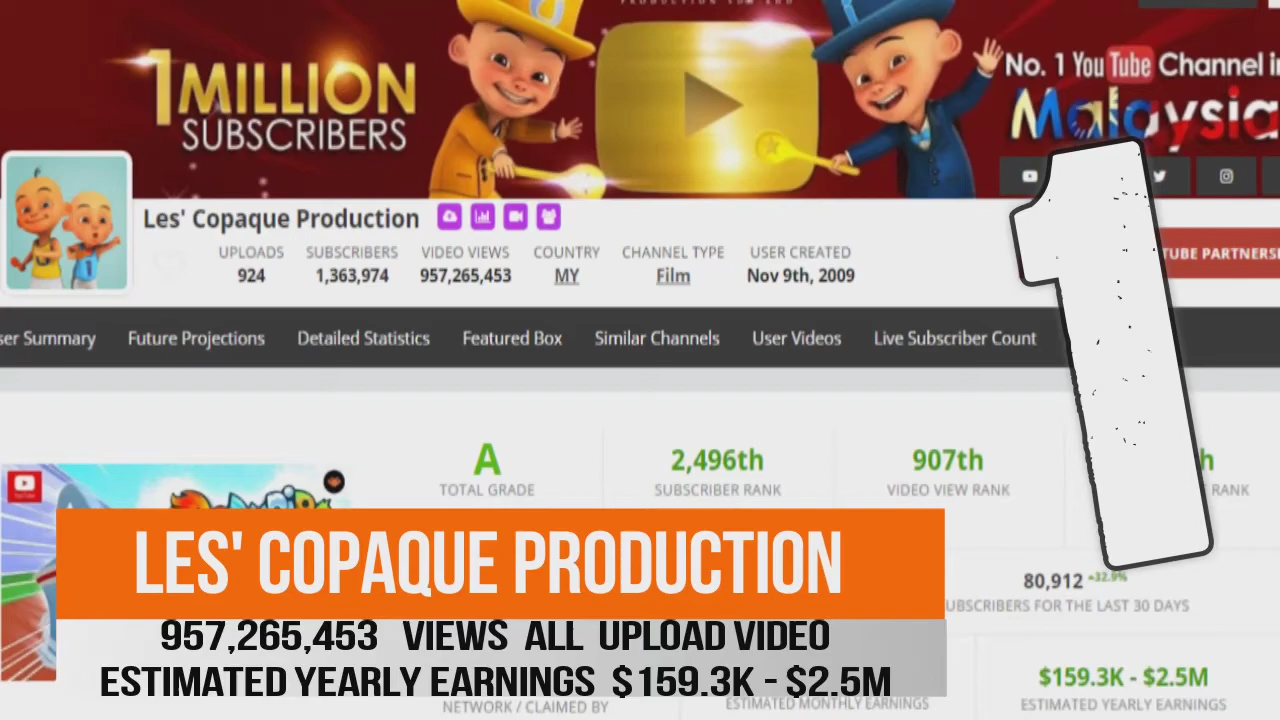 1 MILLION
SUBSCRIBERS
No. 1 YouTube Channel in
Malaysia
Les' Copaque Production
UPLOADS SUBSCRIBERS VIDEO VIEWS COUNTRY CHANNEL TYPE USER CREATED
924 1,363,974 957,265,453 MY Film Nov 9th, 2009
TUBE PARTNERS
ser Summary Future Projections Detailed Statistics Featured Box Similar Channels User Videos Live Subscriber Count
1
A 2,496th 907th h
TOTAL GRADE SUBSCRIBER RANK VIDEO VIEW RANK RANK
LES' COPAQUE PRODUCTION
80,912 +32.9%
UBSCRIBERS FOR THE LAST 30 DAYS
957,265,453 VIEWS ALL UPLOAD VIDEO
ESTIMATED YEARLY EARNINGS $159.3K - $2.5M
$159.3K - $2.5M
NETWORK / CLAIMED BY ESTIMATED MONTHLY EARNINGS ESTIMATED YEARLY EARNINGS